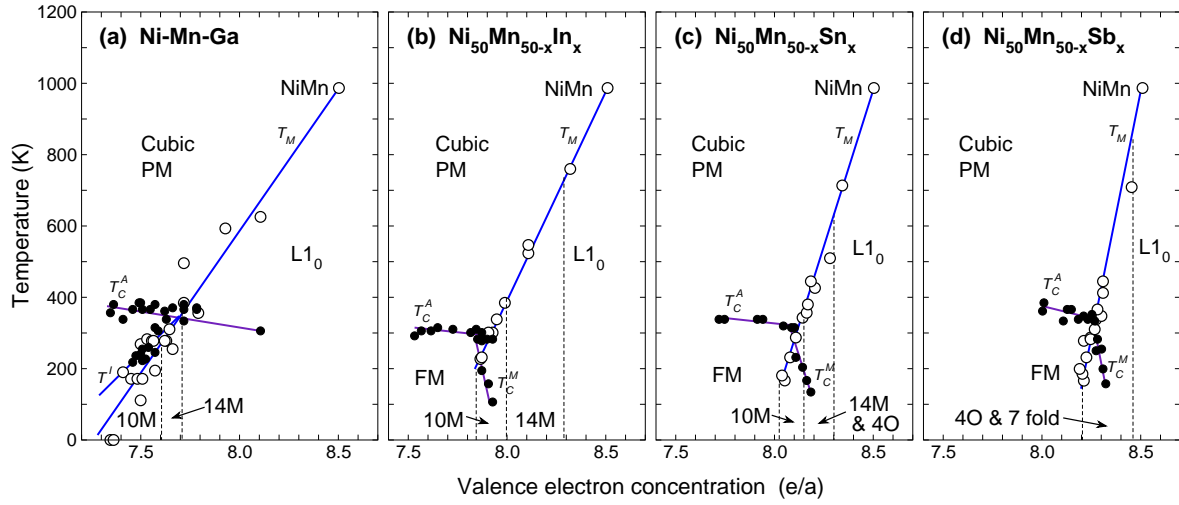 (a) Ni-Mn-Ga
(b) Ni₅₀Mn₅₀₋ₓInₓ
(c) Ni₅₀Mn₅₀₋ₓSnₓ
(d) Ni₅₀Mn₅₀₋ₓSbₓ
1200
1000
800
600
400
200
0
Temperature (K)
NiMn
T_M
Cubic
PM
L1₀
T_C^A
T^I
10M
14M
7.5
8.0
8.5
NiMn
T_M
Cubic
PM
L1₀
T_C^A
FM
T_C^M
10M
14M
7.5
8.0
8.5
NiMn
T_M
Cubic
PM
L1₀
T_C^A
FM
T_C^M
10M
14M
& 4O
7.5
8.0
8.5
NiMn
T_M
Cubic
PM
L1₀
T_C^A
FM
T_C^M
4O & 7 fold
7.5
8.0
8.5
Valence electron concentration (e/a)